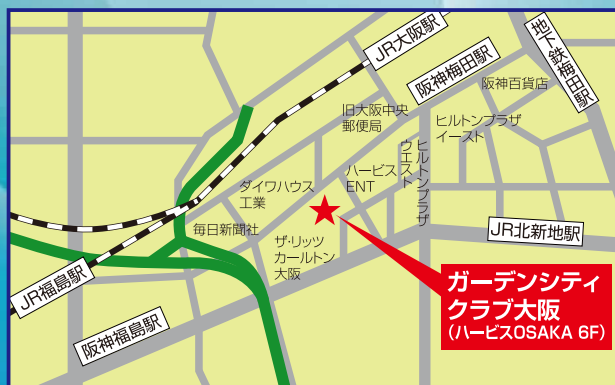 JR大阪駅
阪神梅田駅
地下鉄梅田駅
阪神百貨店
旧大阪中央
郵便局
ヒルトンプラザ
イースト
ヒルトンプラザ
ウエスト
ハービス
ENT
ダイワハウス
工業
毎日新聞社
ザ・リッツ
カールトン
大阪
JR北新地駅
JR福島駅
阪神福島駅
ガーデンシティ
クラブ大阪
（ハービスOSAKA 6F）